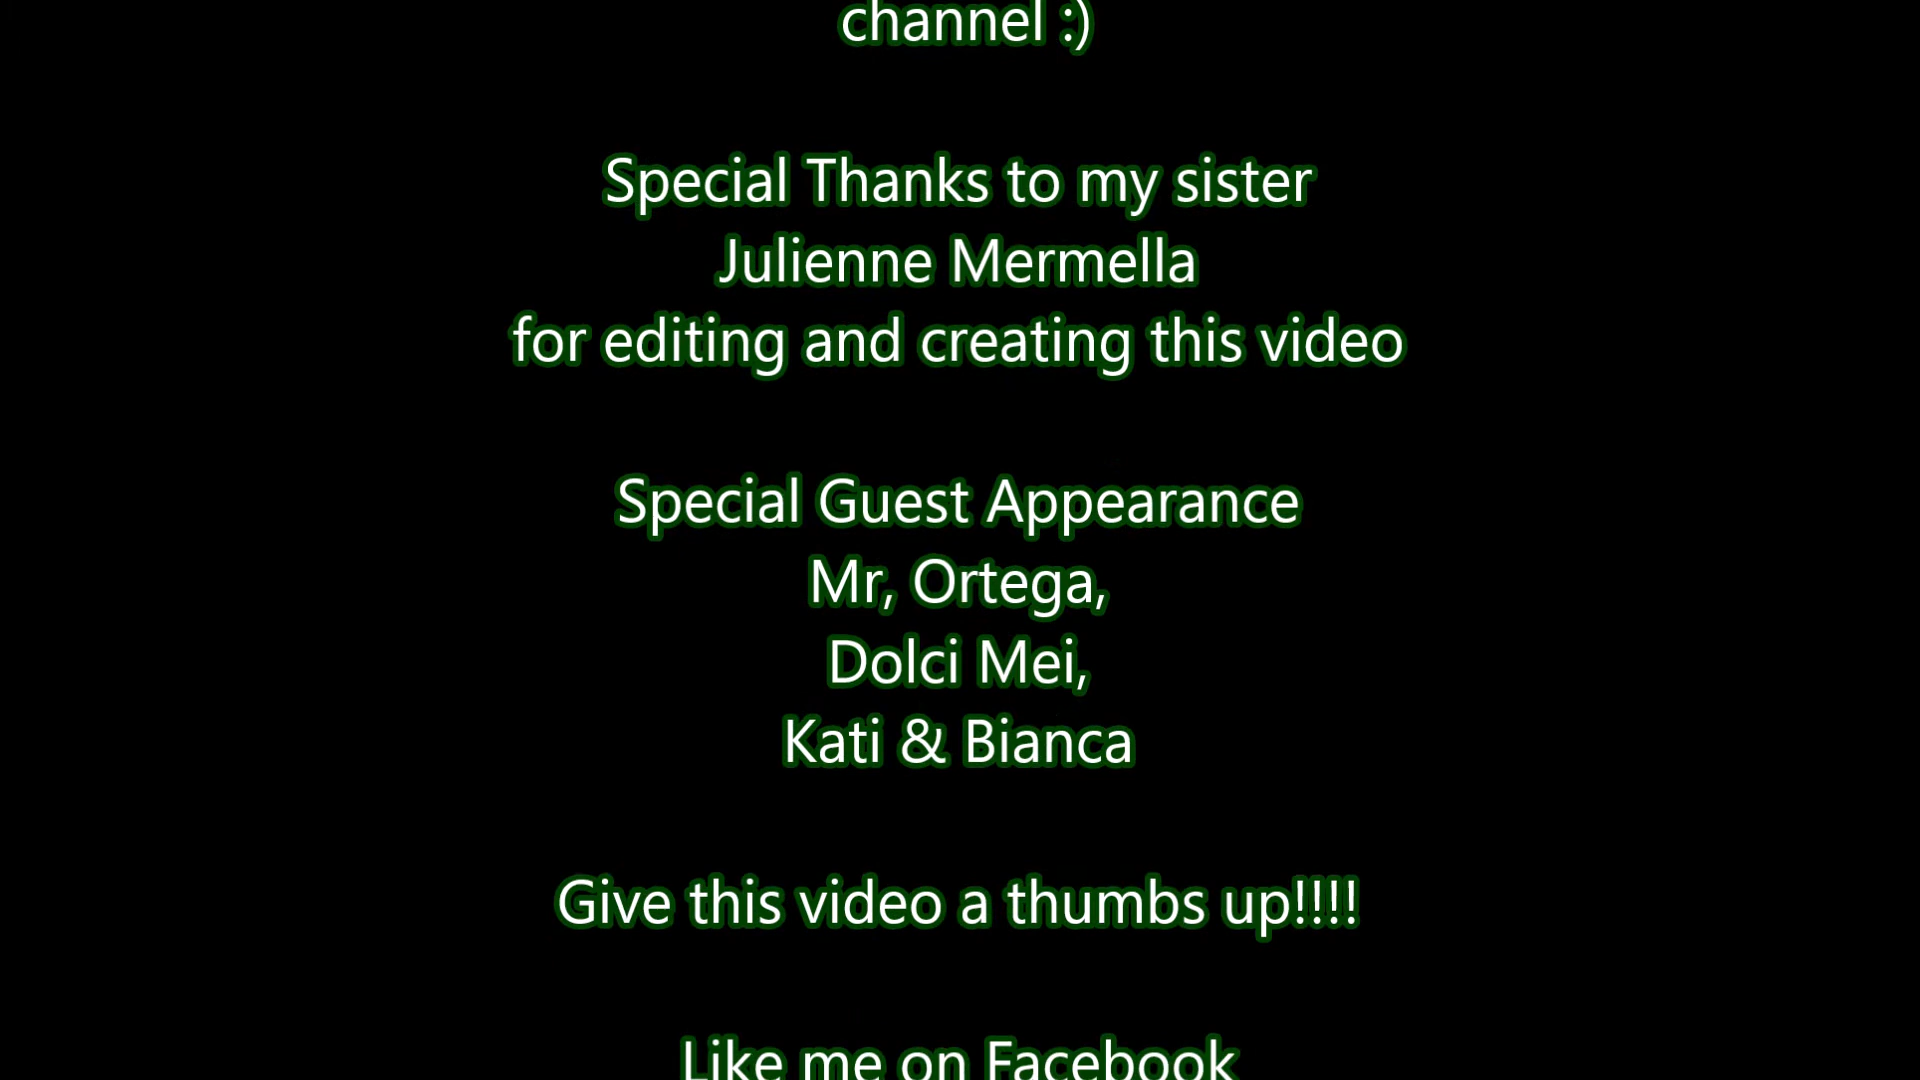 channel :)
Special Thanks to my sister
Julienne Mermella
for editing and creating this video
Special Guest Appearance
Mr, Ortega,
Dolci Mei,
Kati & Bianca
Give this video a thumbs up!!!!
Like me on Facebook